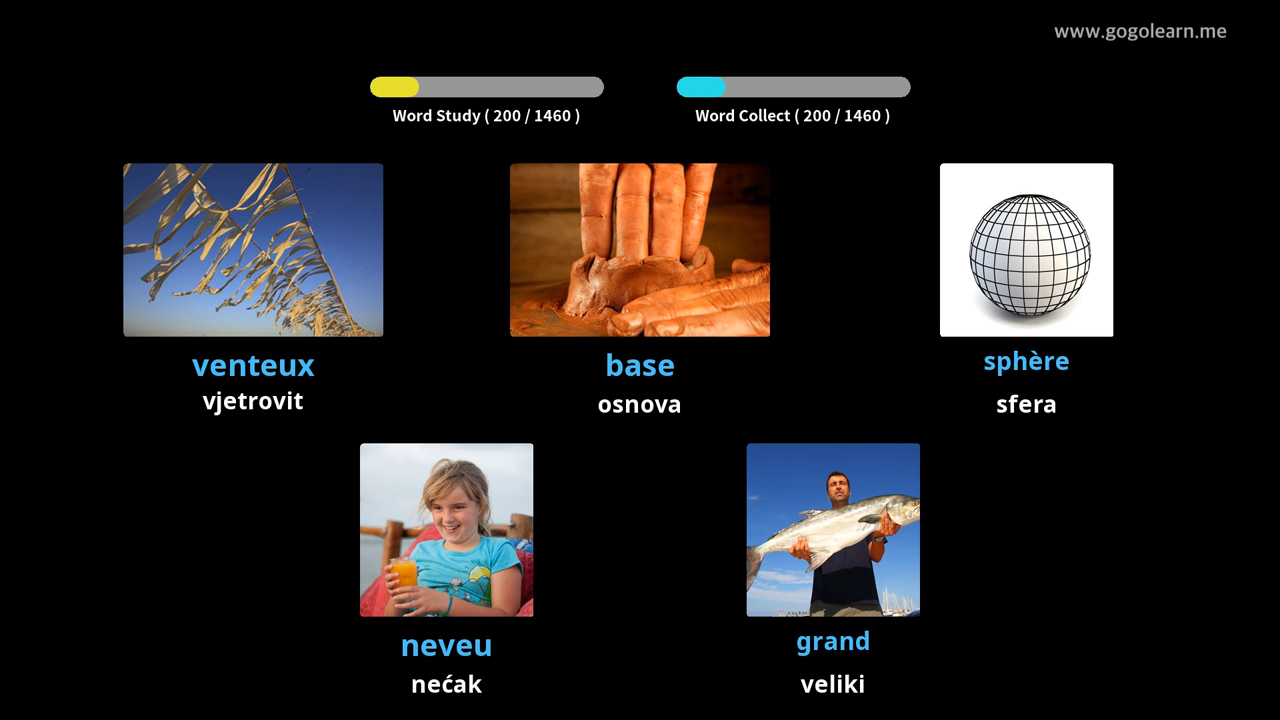 www.gogolearn.me
Word Study ( 200 / 1460 )
Word Collect ( 200 / 1460 )
venteux
vjetrovit
base
osnova
sphère
sfera
neveu
nećak
grand
veliki